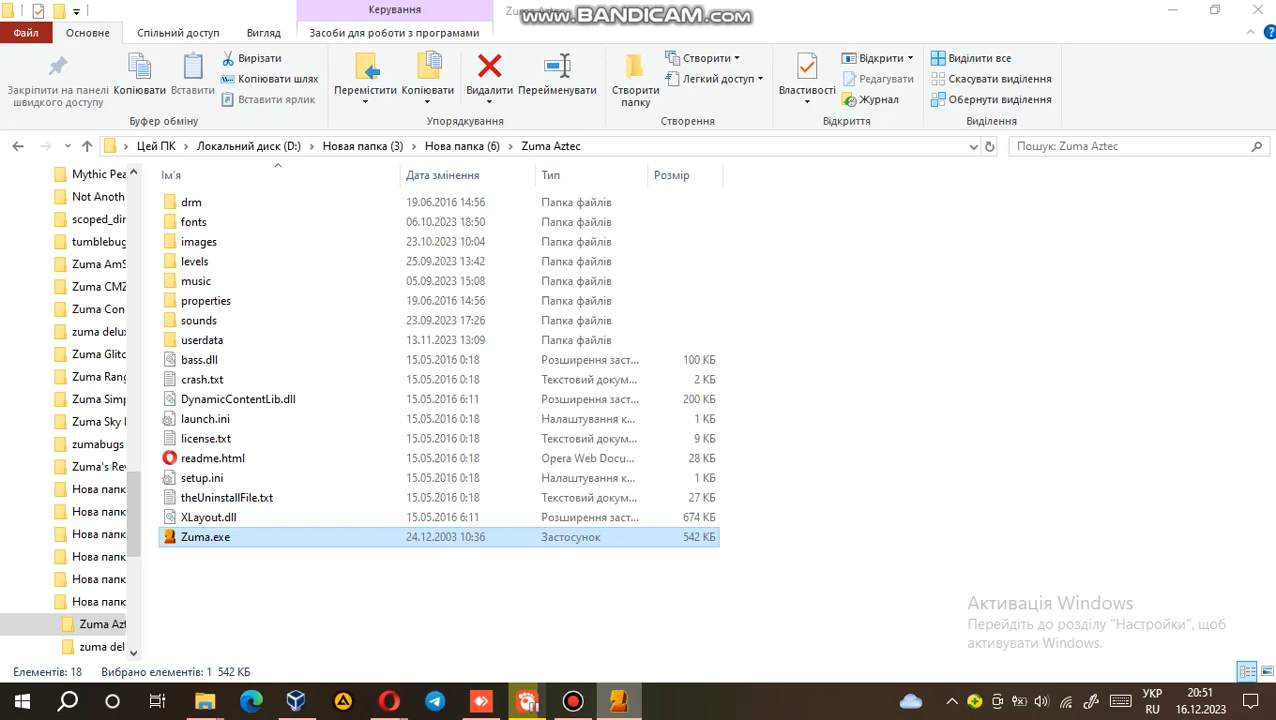 Керування
www.BANDICAM.com
Файл
Основне
Спільний доступ
Вигляд
Засоби для роботи з програмами
Закріпити на панелі швидкого доступу
Копіювати
Вставити
Вирізати
Копіювати шлях
Вставити ярлик
Перемістити
Копіювати
Видалити
Перейменувати
Створити папку
Створити
Легкий доступ
Властивості
Відкрити
Редагувати
Журнал
Виділити все
Скасувати виділення
Обернути виділення
Буфер обміну
Упорядкування
Створення
Відкриття
Виділення
Цей ПК
Локальний диск (D:)
Новая папка (3)
Нова папка (6)
Zuma Aztec
Пошук: Zuma Aztec
Mythic Pea
Not Anoth
scoped_dir
tumblebug
Zuma AmS
Zuma CMZ
Zuma Con
zuma delu
Zuma Glitc
Zuma Rang
Zuma Simp
Zuma Sky
zumabugs
Zuma's Rev
Нова папк
Нова папк
Нова папк
Нова папк
Нова папк
Нова папк
Zuma Azt
zuma del
Ім'я Дата змінення Тип Розмір
drm 19.06.2016 14:56 Папка файлів
fonts 06.10.2023 18:50 Папка файлів
images 23.10.2023 10:04 Папка файлів
levels 25.09.2023 13:42 Папка файлів
music 05.09.2023 15:08 Папка файлів
properties 19.06.2016 14:56 Папка файлів
sounds 23.09.2023 17:26 Папка файлів
userdata 13.11.2023 13:09 Папка файлів
bass.dll 15.05.2016 0:18 Розширення заст... 100 КБ
crash.txt 15.05.2016 0:18 Текстовий докум... 2 КБ
DynamicContentLib.dll 15.05.2016 6:11 Розширення заст... 200 КБ
launch.ini 15.05.2016 0:18 Налаштування к... 1 КБ
license.txt 15.05.2016 0:18 Текстовий докум... 9 КБ
readme.html 15.05.2016 0:18 Opera Web Docu... 28 КБ
setup.ini 15.05.2016 0:18 Налаштування к... 1 КБ
theUninstallFile.txt 15.05.2016 0:18 Текстовий докум... 27 КБ
XLayout.dll 15.05.2016 6:11 Розширення заст... 674 КБ
Zuma.exe 24.12.2003 10:36 Застосунок 542 КБ
Активація Windows
Перейдіть до розділу "Настройки", щоб
активувати Windows.
Елементів: 18 Вибрано елементів: 1 542 КБ
УКР
RU
20:51
16.12.2023